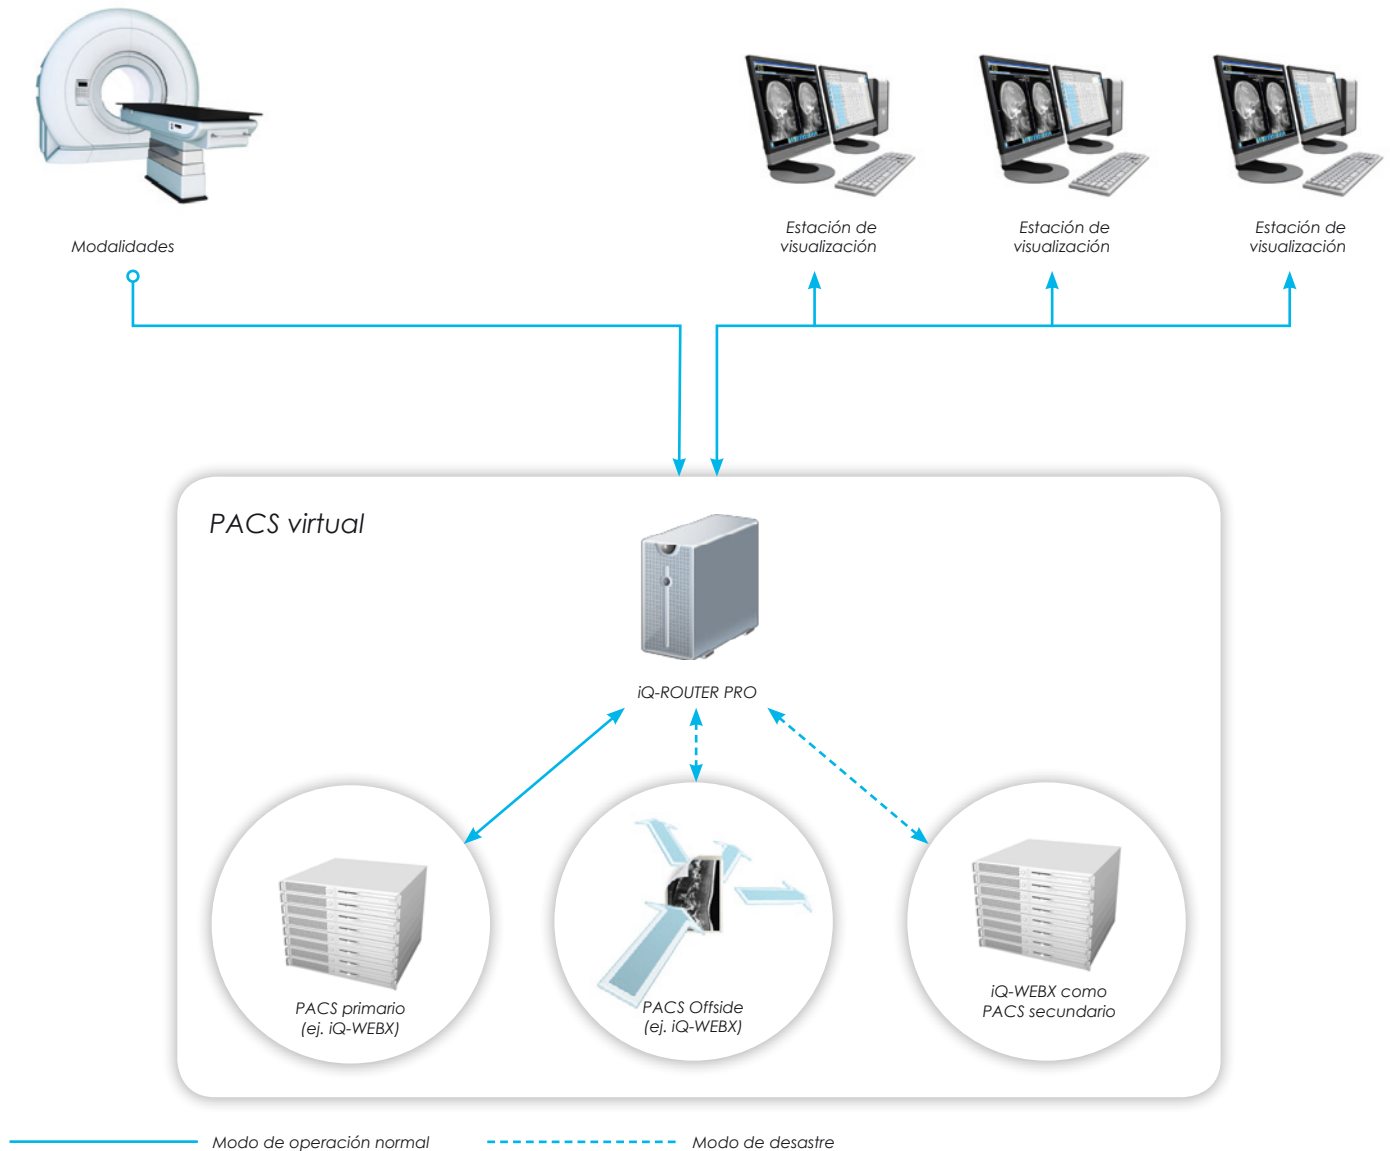 Modalidades
Estación de
visualización
Estación de
visualización
Estación de
visualización
PACS virtual
iQ-ROUTER PRO
PACS primario
(ej. iQ-WEBX)
PACS Offside
(ej. iQ-WEBX)
iQ-WEBX como
PACS secundario
Modo de operación normal
Modo de desastre